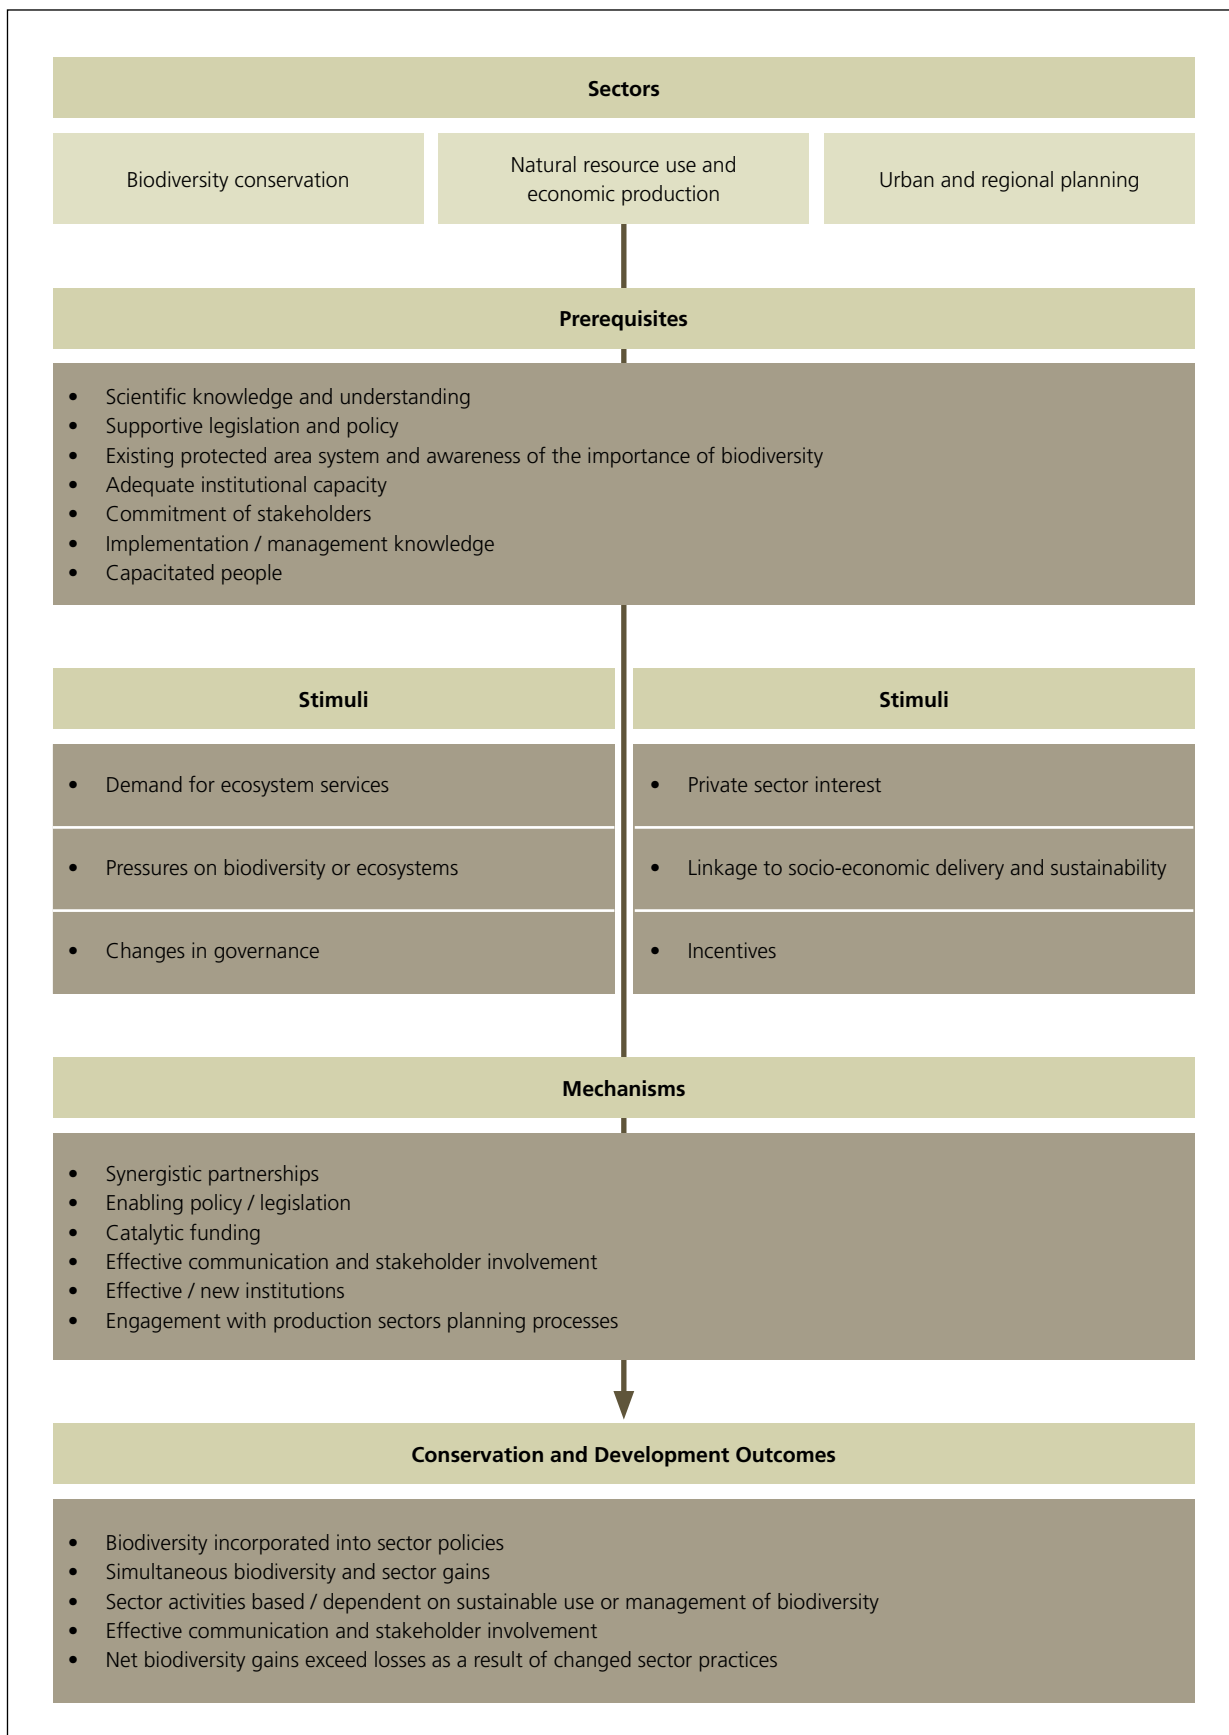 Sectors
Biodiversity conservation
Natural resource use and
economic production
Urban and regional planning
Prerequisites
• Scientific knowledge and understanding
• Supportive legislation and policy
• Existing protected area system and awareness of the importance of biodiversity
• Adequate institutional capacity
• Commitment of stakeholders
• Implementation / management knowledge
• Capacitated people
Stimuli
• Demand for ecosystem services
• Pressures on biodiversity or ecosystems
• Changes in governance
Stimuli
• Private sector interest
• Linkage to socio-economic delivery and sustainability
• Incentives
Mechanisms
• Synergistic partnerships
• Enabling policy / legislation
• Catalytic funding
• Effective communication and stakeholder involvement
• Effective / new institutions
• Engagement with production sectors planning processes
Conservation and Development Outcomes
• Biodiversity incorporated into sector policies
• Simultaneous biodiversity and sector gains
• Sector activities based / dependent on sustainable use or management of biodiversity
• Effective communication and stakeholder involvement
• Net biodiversity gains exceed losses as a result of changed sector practices